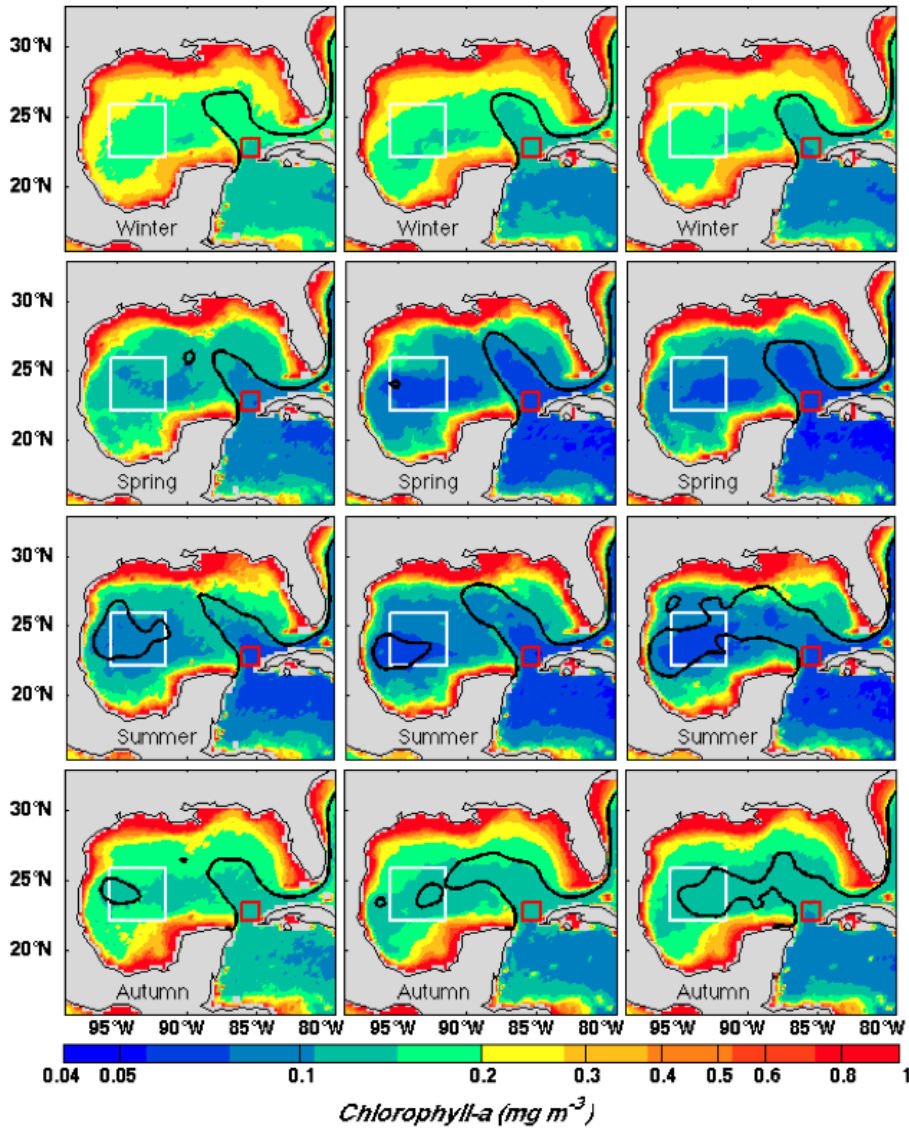 30°N
25°N
20°N
Winter Winter Winter
30°N
25°N
20°N
Spring Spring Spring
30°N
25°N
20°N
Summer Summer Summer
30°N
25°N
20°N
Autumn Autumn Autumn
95°W 90°W 85°W 80°W 95°W 90°W 85°W 80°W 95°W 90°W 85°W 80°W
0.04 0.05 0.1 0.2 0.3 0.4 0.5 0.6 0.8 1
Chlorophyll-a (mg m⁻³)